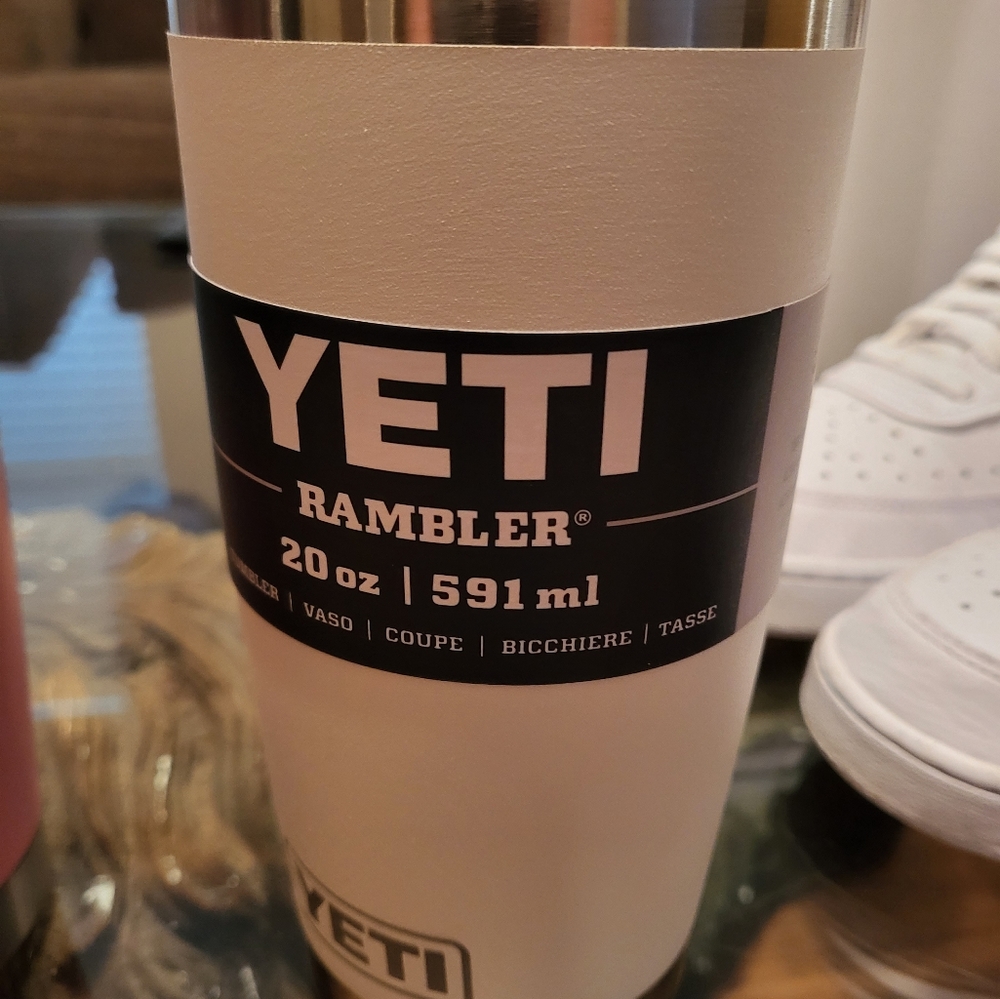 YETI
RAMBLER®
20 oz | 591 ml
VASO | COUPE | BICCHIERE | TASSE
YETI